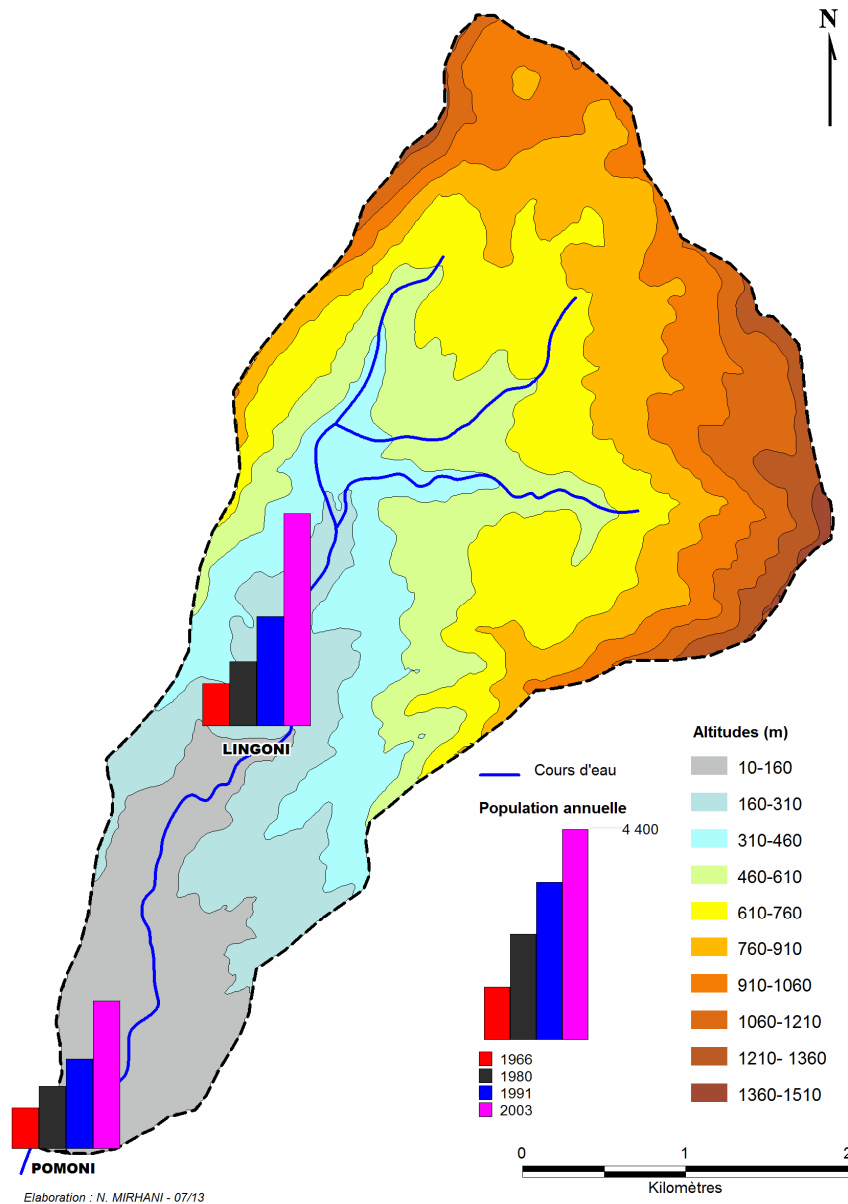 N
LINGONI
Cours d'eau
Population annuelle
4 400
1966
1980
1991
2003
Altitudes (m)
10-160
160-310
310-460
460-610
610-760
760-910
910-1060
1060-1210
1210- 1360
1360-1510
POMONI
0 1 2
Kilomètres
Elaboration : N. MIRHANI - 07/13